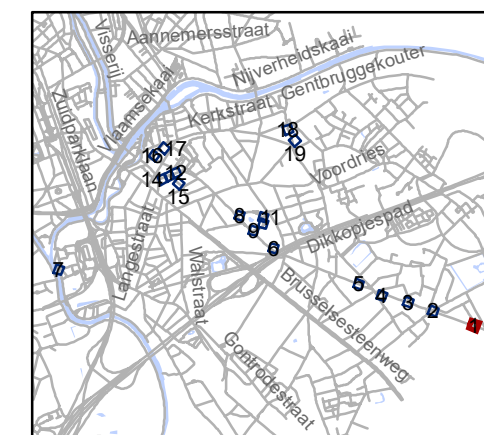 Aannemersstraat
Visserij
Nijverheidskaai
Vlaamsekaai
Gentbruggekouter
Kerkstraat
Zuidparklaan
18
19
17
16
Voordries
12
14
15
8
11
9
Dikkopjespad
6
Langestraat
7
Walstraat
5
4
3
2
1
Brusselsesteenweg
Gontrodestraat